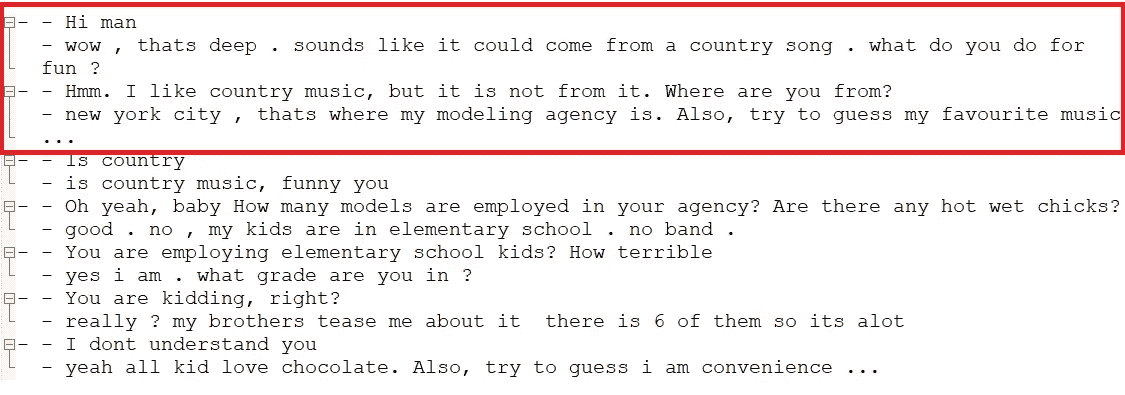 - - Hi man
- wow , thats deep . sounds like it could come from a country song . what do you do for
fun ?
- - Hmm. I like country music, but it is not from it. Where are you from?
- new york city , thats where my modeling agency is. Also, try to guess my favourite music
...
- - Is country
- is country music, funny you
- - Oh yeah, baby How many models are employed in your agency? Are there any hot wet chicks?
- good . no , my kids are in elementary school . no band .
- - You are employing elementary school kids? How terrible
- yes i am . what grade are you in ?
- - You are kidding, right?
- really ? my brothers tease me about it  there is 6 of them so its alot
- - I dont understand you
- yeah all kid love chocolate. Also, try to guess i am convenience ...